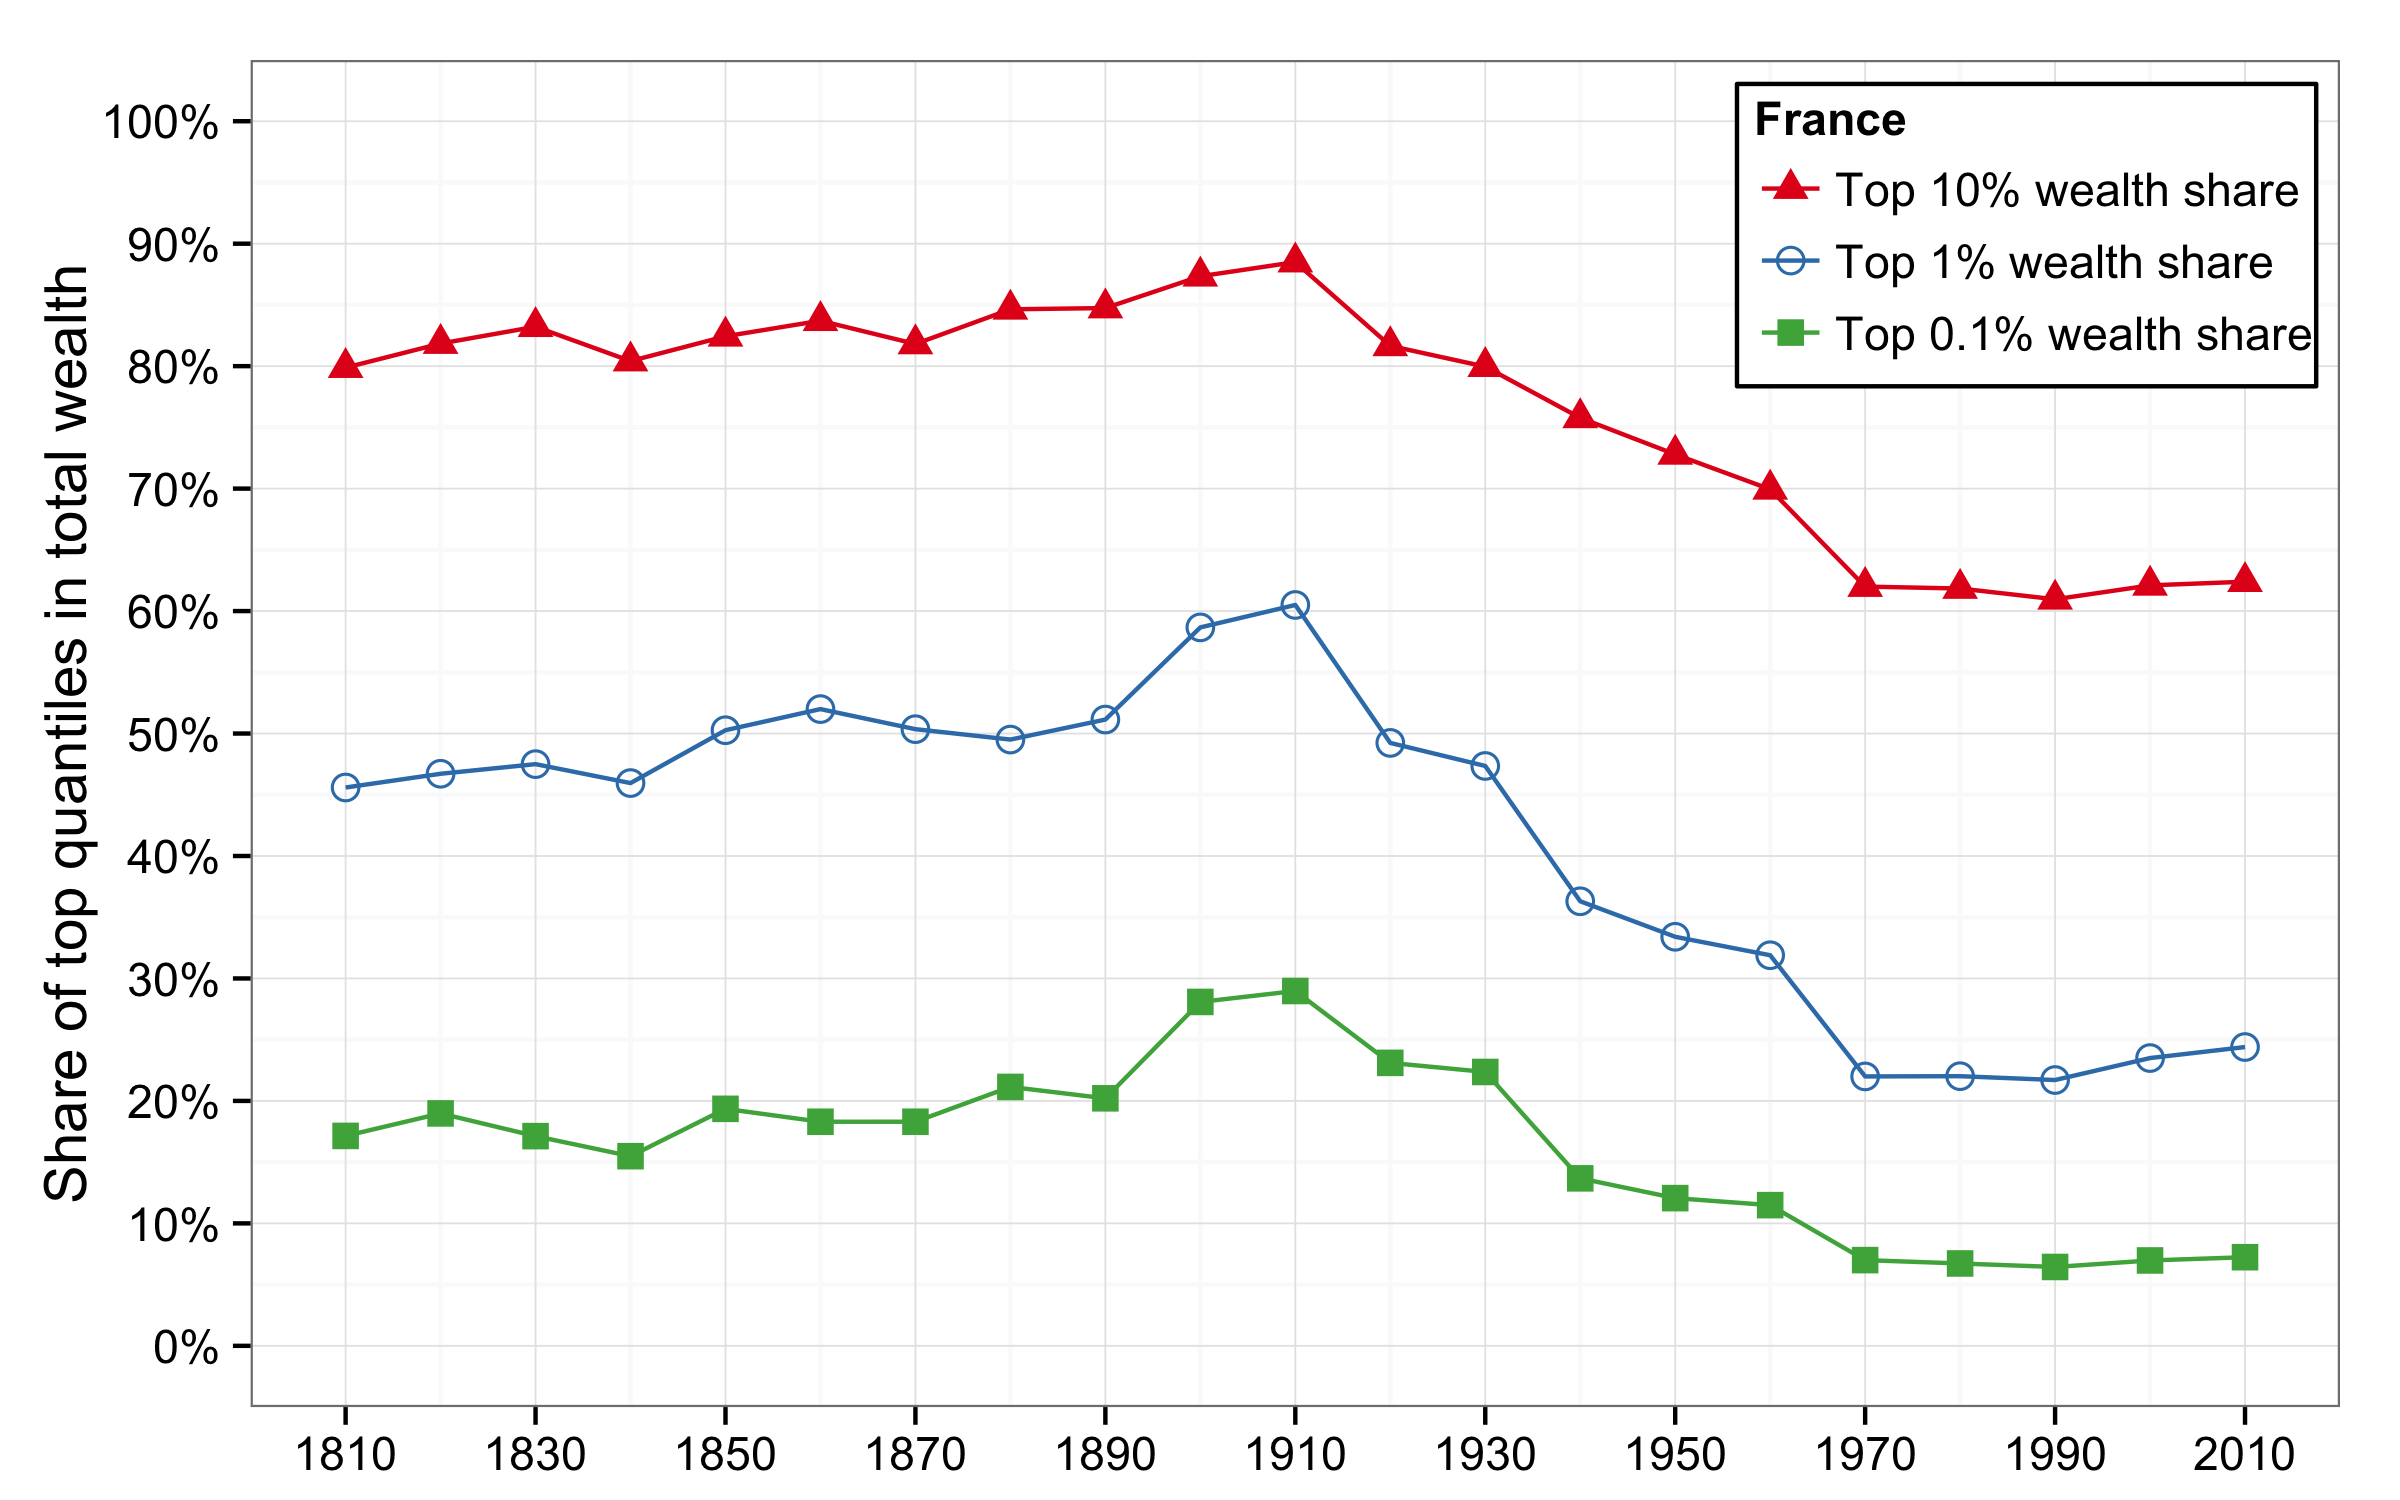 Share of top quantiles in total wealth
100%
90%
80%
70%
60%
50%
40%
30%
20%
10%
0%
France
Top 10% wealth share
Top 1% wealth share
Top 0.1% wealth share
1810 1830 1850 1870 1890 1910 1930 1950 1970 1990 2010